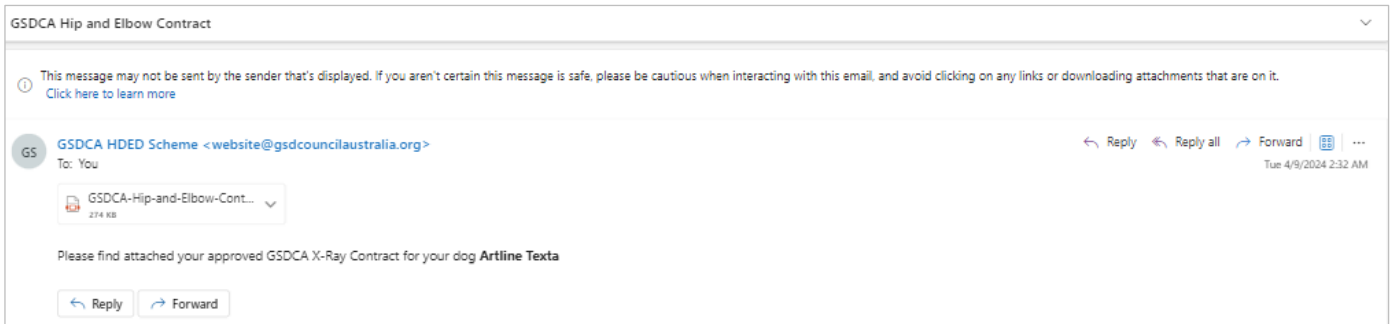 GSDCA Hip and Elbow Contract
This message may not be sent by the sender that's displayed. If you aren't certain this message is safe, please be cautious when interacting with this email, and avoid clicking on any links or downloading attachments that are on it.
Click here to learn more
GS
GSDCA HDED Scheme <website@gsdcouncilaustralia.org>
Reply Reply all Forward
To: You
Tue 4/9/2024 2:32 AM
GSDCA-Hip-and-Elbow-Cont...
274 KB
Please find attached your approved GSDCA X-Ray Contract for your dog Artline Texta
Reply Forward